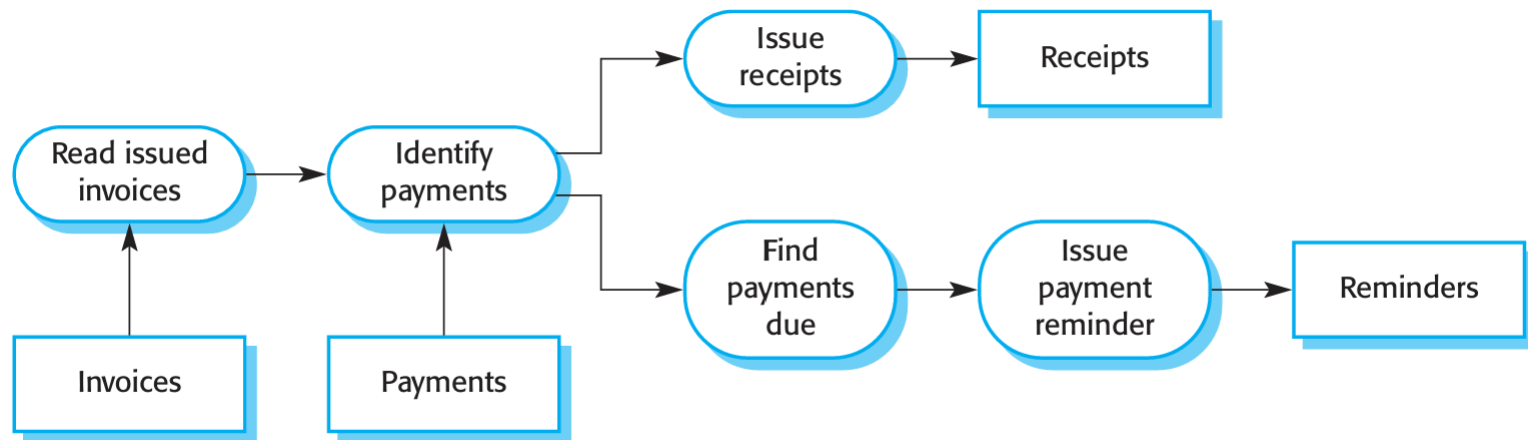 Issue
receipts
Receipts
Read issued
invoices
Identify
payments
Find
payments
due
Issue
payment
reminder
Reminders
Invoices
Payments